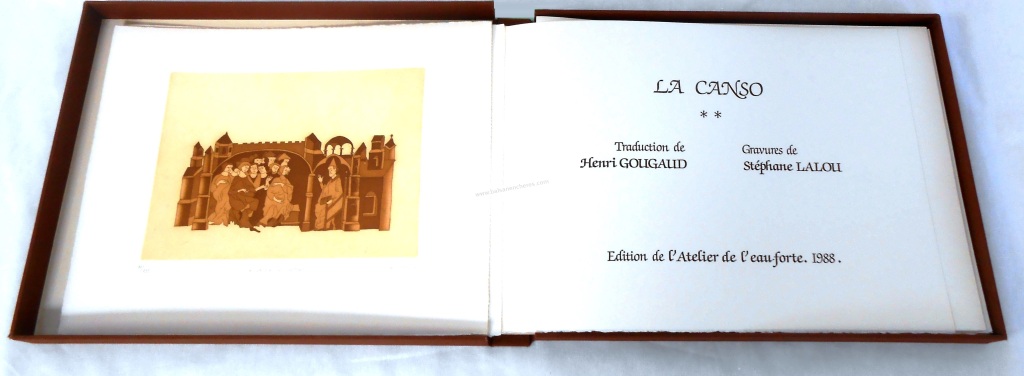 LA CANSO
**
Traduction de
Henri GOUGAUD
Gravures de
Stéphane LALOU
Edition de l'Atelier de l'eau-forte. 1988.